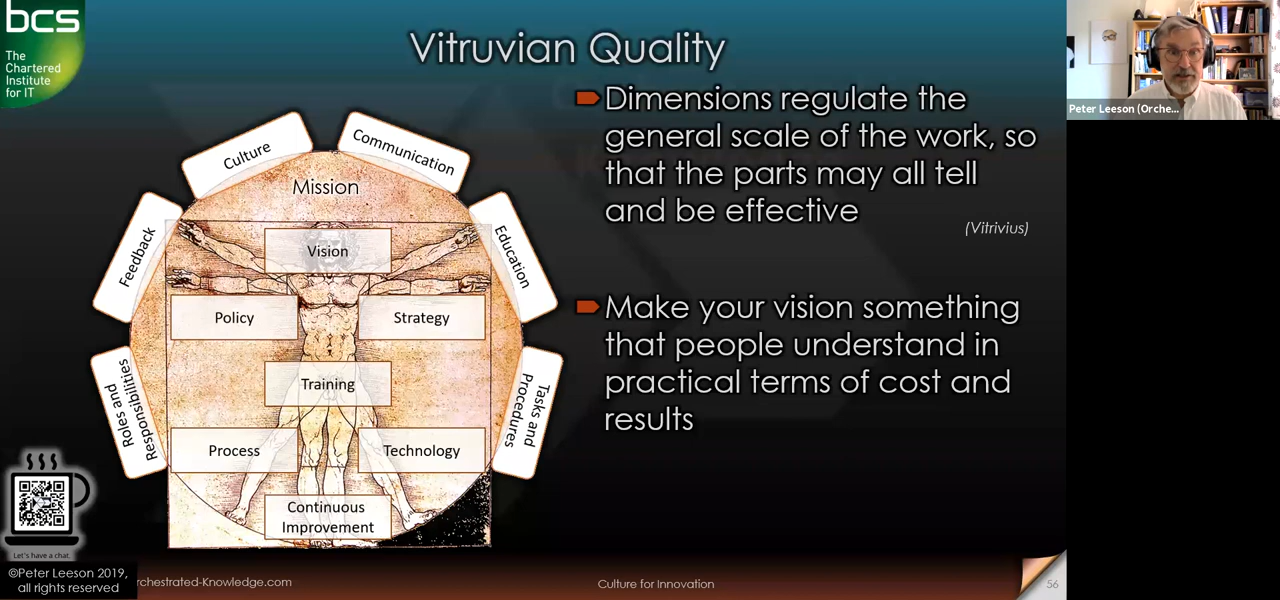 bcs
The
Chartered
Institute
for IT
Vitruvian Quality
Peter Leeson (Orche...
Dimensions regulate the
general scale of the work, so
that the parts may all tell
and be effective
(Vitrivius)
Make your vision something
that people understand in
practical terms of cost and
results
Culture
Communication
Mission
Feedback
Education
Vision
Policy
Strategy
Training
Roles and
Responsibilities
Tasks and
Procedures
Process
Technology
Continuous
Improvement
Let's have a chat.
©Peter Leeson 2019,
all rights reserved
rchestrated-Knowledge.com
Culture for Innovation
56